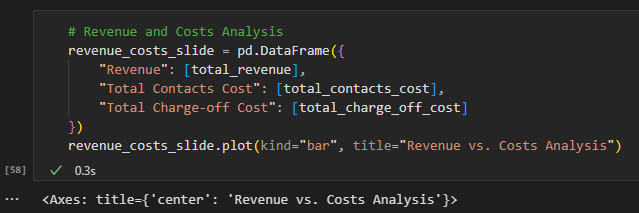 # Revenue and Costs Analysis
revenue_costs_slide = pd.DataFrame({
    "Revenue": [total_revenue],
    "Total Contacts Cost": [total_contacts_cost],
    "Total Charge-off Cost": [total_charge_off_cost]
})
revenue_costs_slide.plot(kind="bar", title="Revenue vs. Costs Analysis")
[58] ✓ 0.3s
... <Axes: title={'center': 'Revenue vs. Costs Analysis'}>